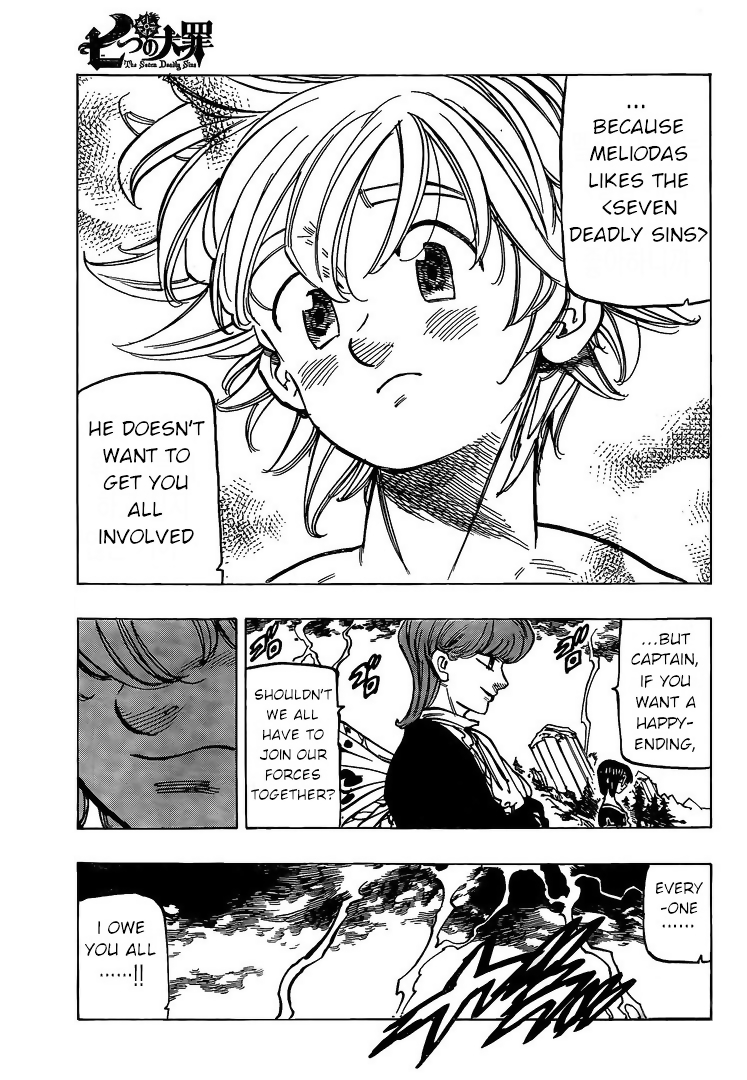 七つの大罪
The Seven Deadly Sins
...
BECAUSE
MELIODAS
LIKES THE
<SEVEN
DEADLY SINS>
HE DOESN'T
WANT TO
GET YOU
ALL
INVOLVED
...BUT
CAPTAIN,
IF YOU
WANT A
HAPPY-
ENDING,
SHOULDN'T
WE ALL
HAVE TO
JOIN OUR
FORCES
TOGETHER?
EVERY
-ONE
......
I OWE
YOU ALL
......!!